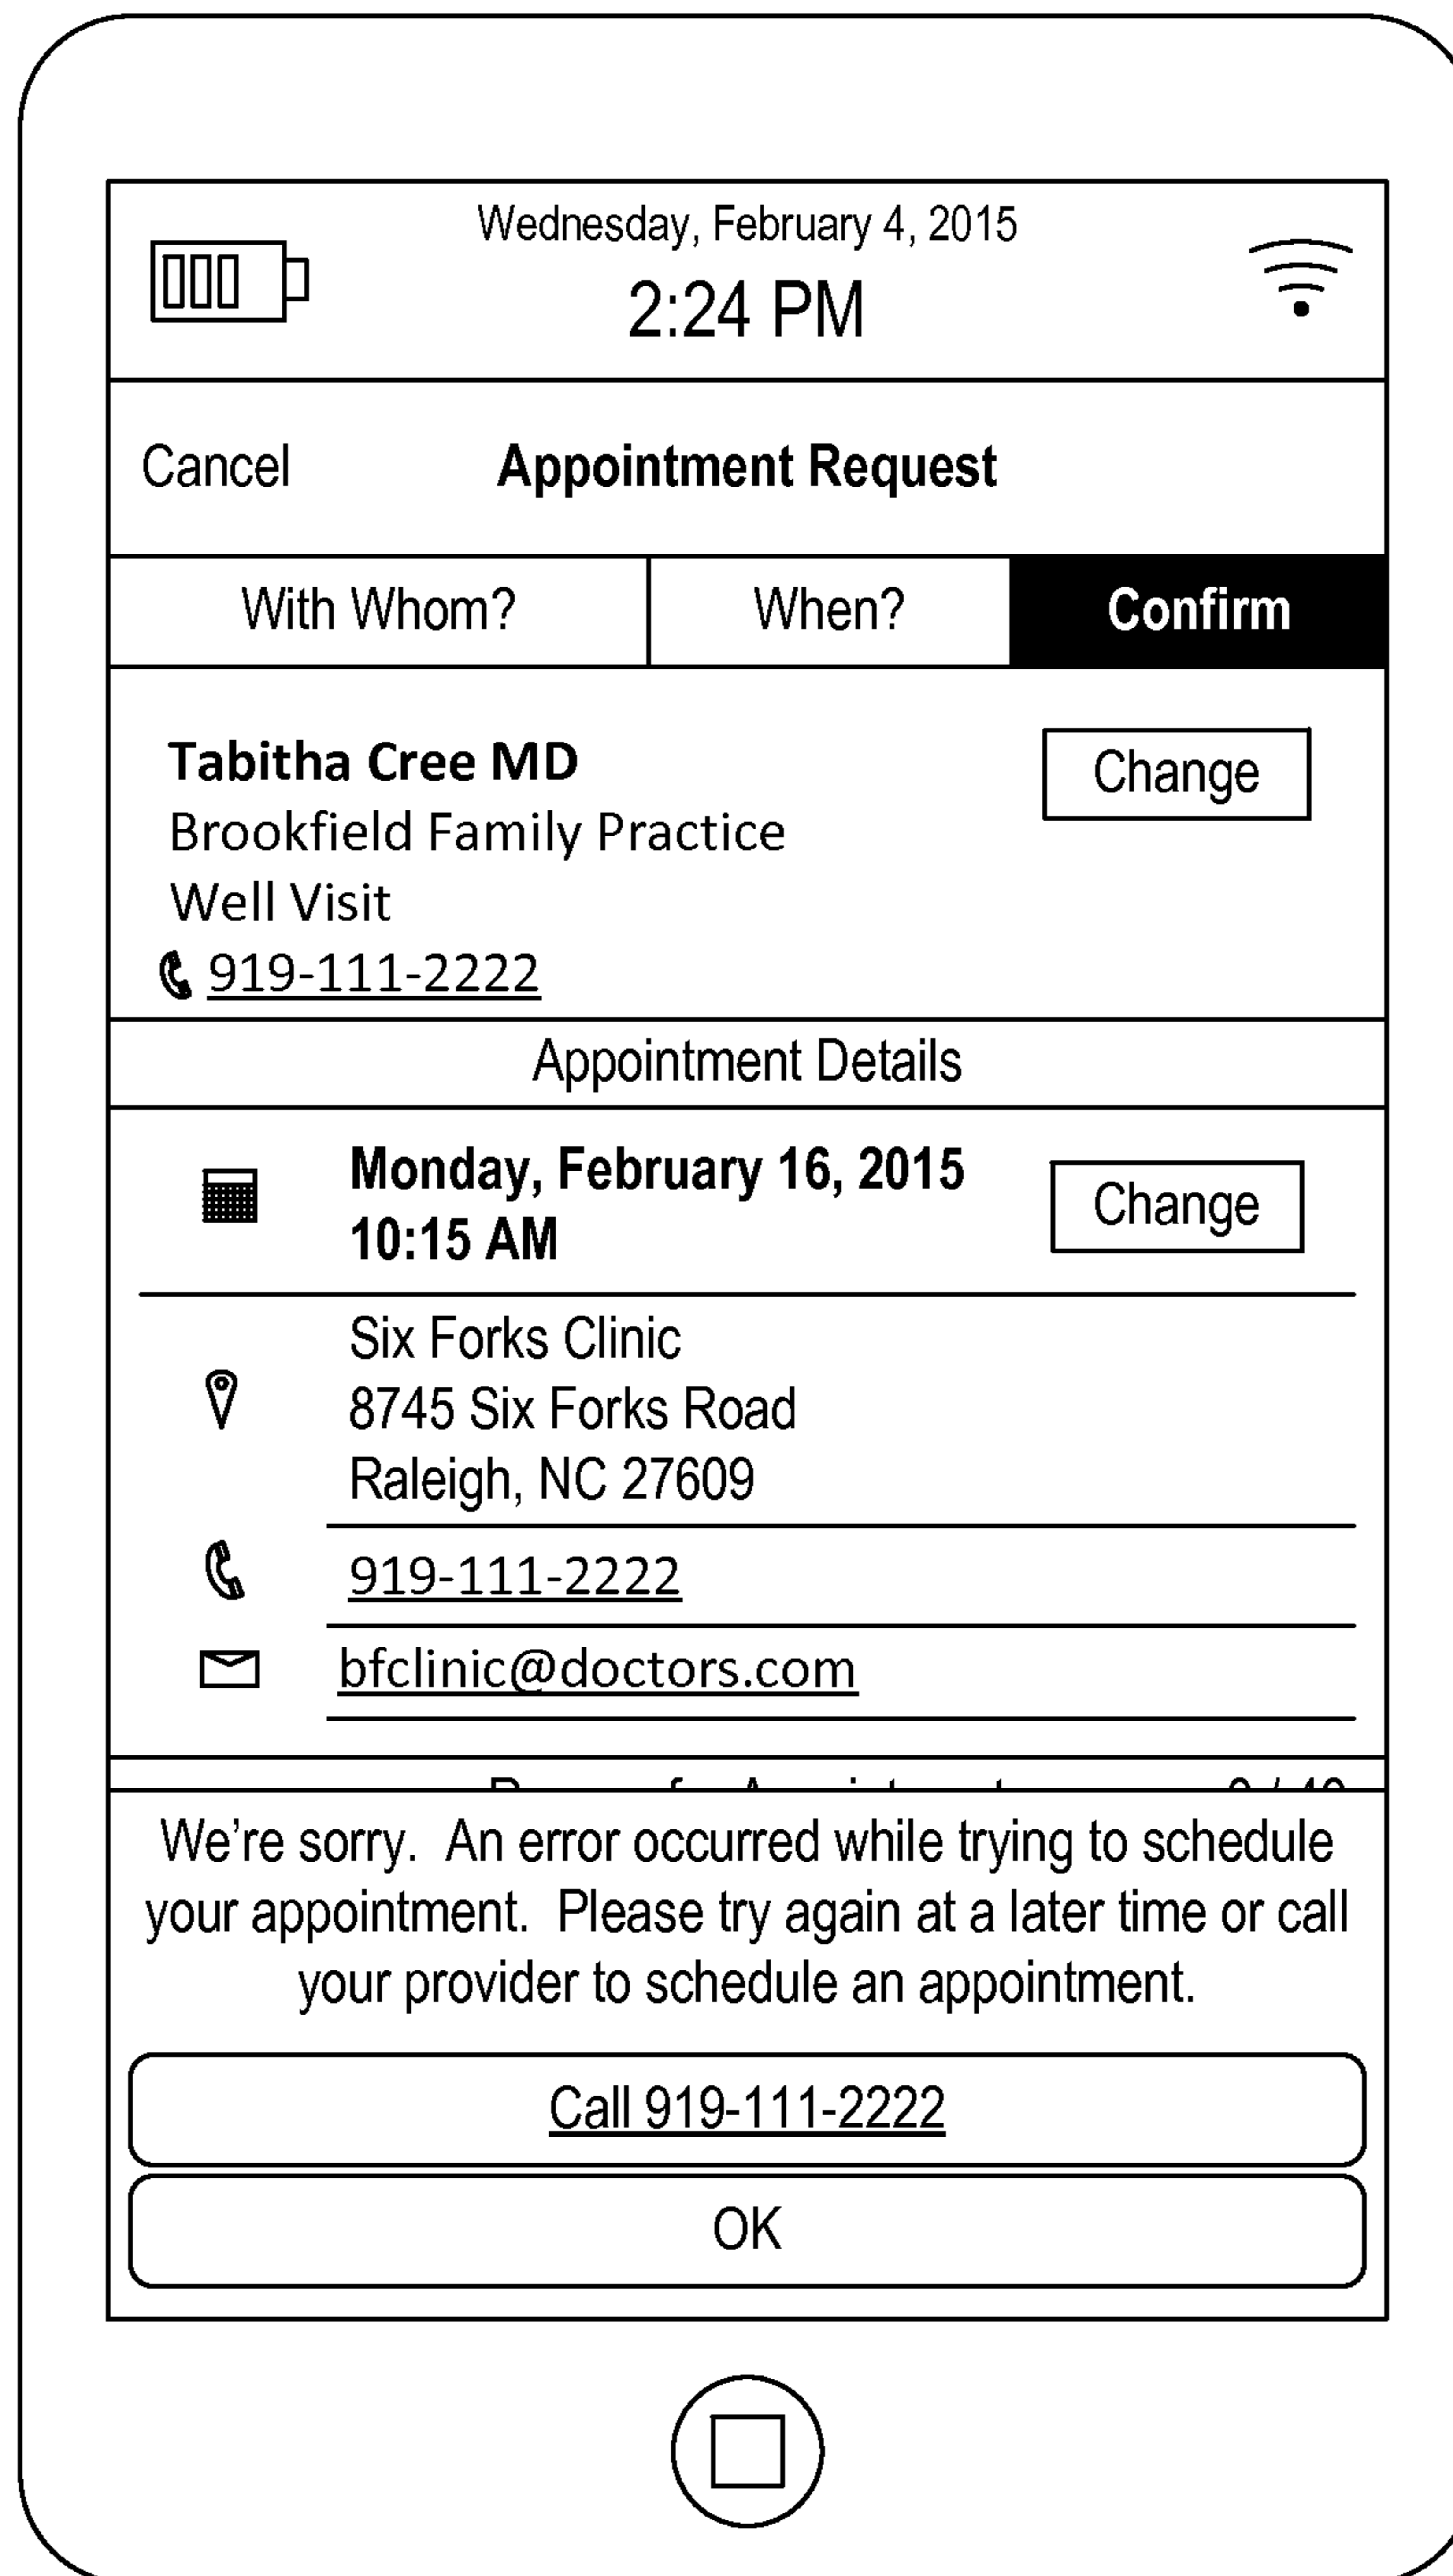 Wednesday, February 4, 2015
2:24 PM
Cancel
Appointment Request
With Whom?
When?
Confirm
Tabitha Cree MD
Change
Brookfield Family Practice
Well Visit
919-111-2222
Appointment Details
Monday, February 16, 2015
10:15 AM
Change
Six Forks Clinic
8745 Six Forks Road
Raleigh, NC 27609
919-111-2222
bfclinic@doctors.com
We're sorry.  An error occurred while trying to schedule
your appointment.  Please try again at a later time or call
your provider to schedule an appointment.
Call 919-111-2222
OK